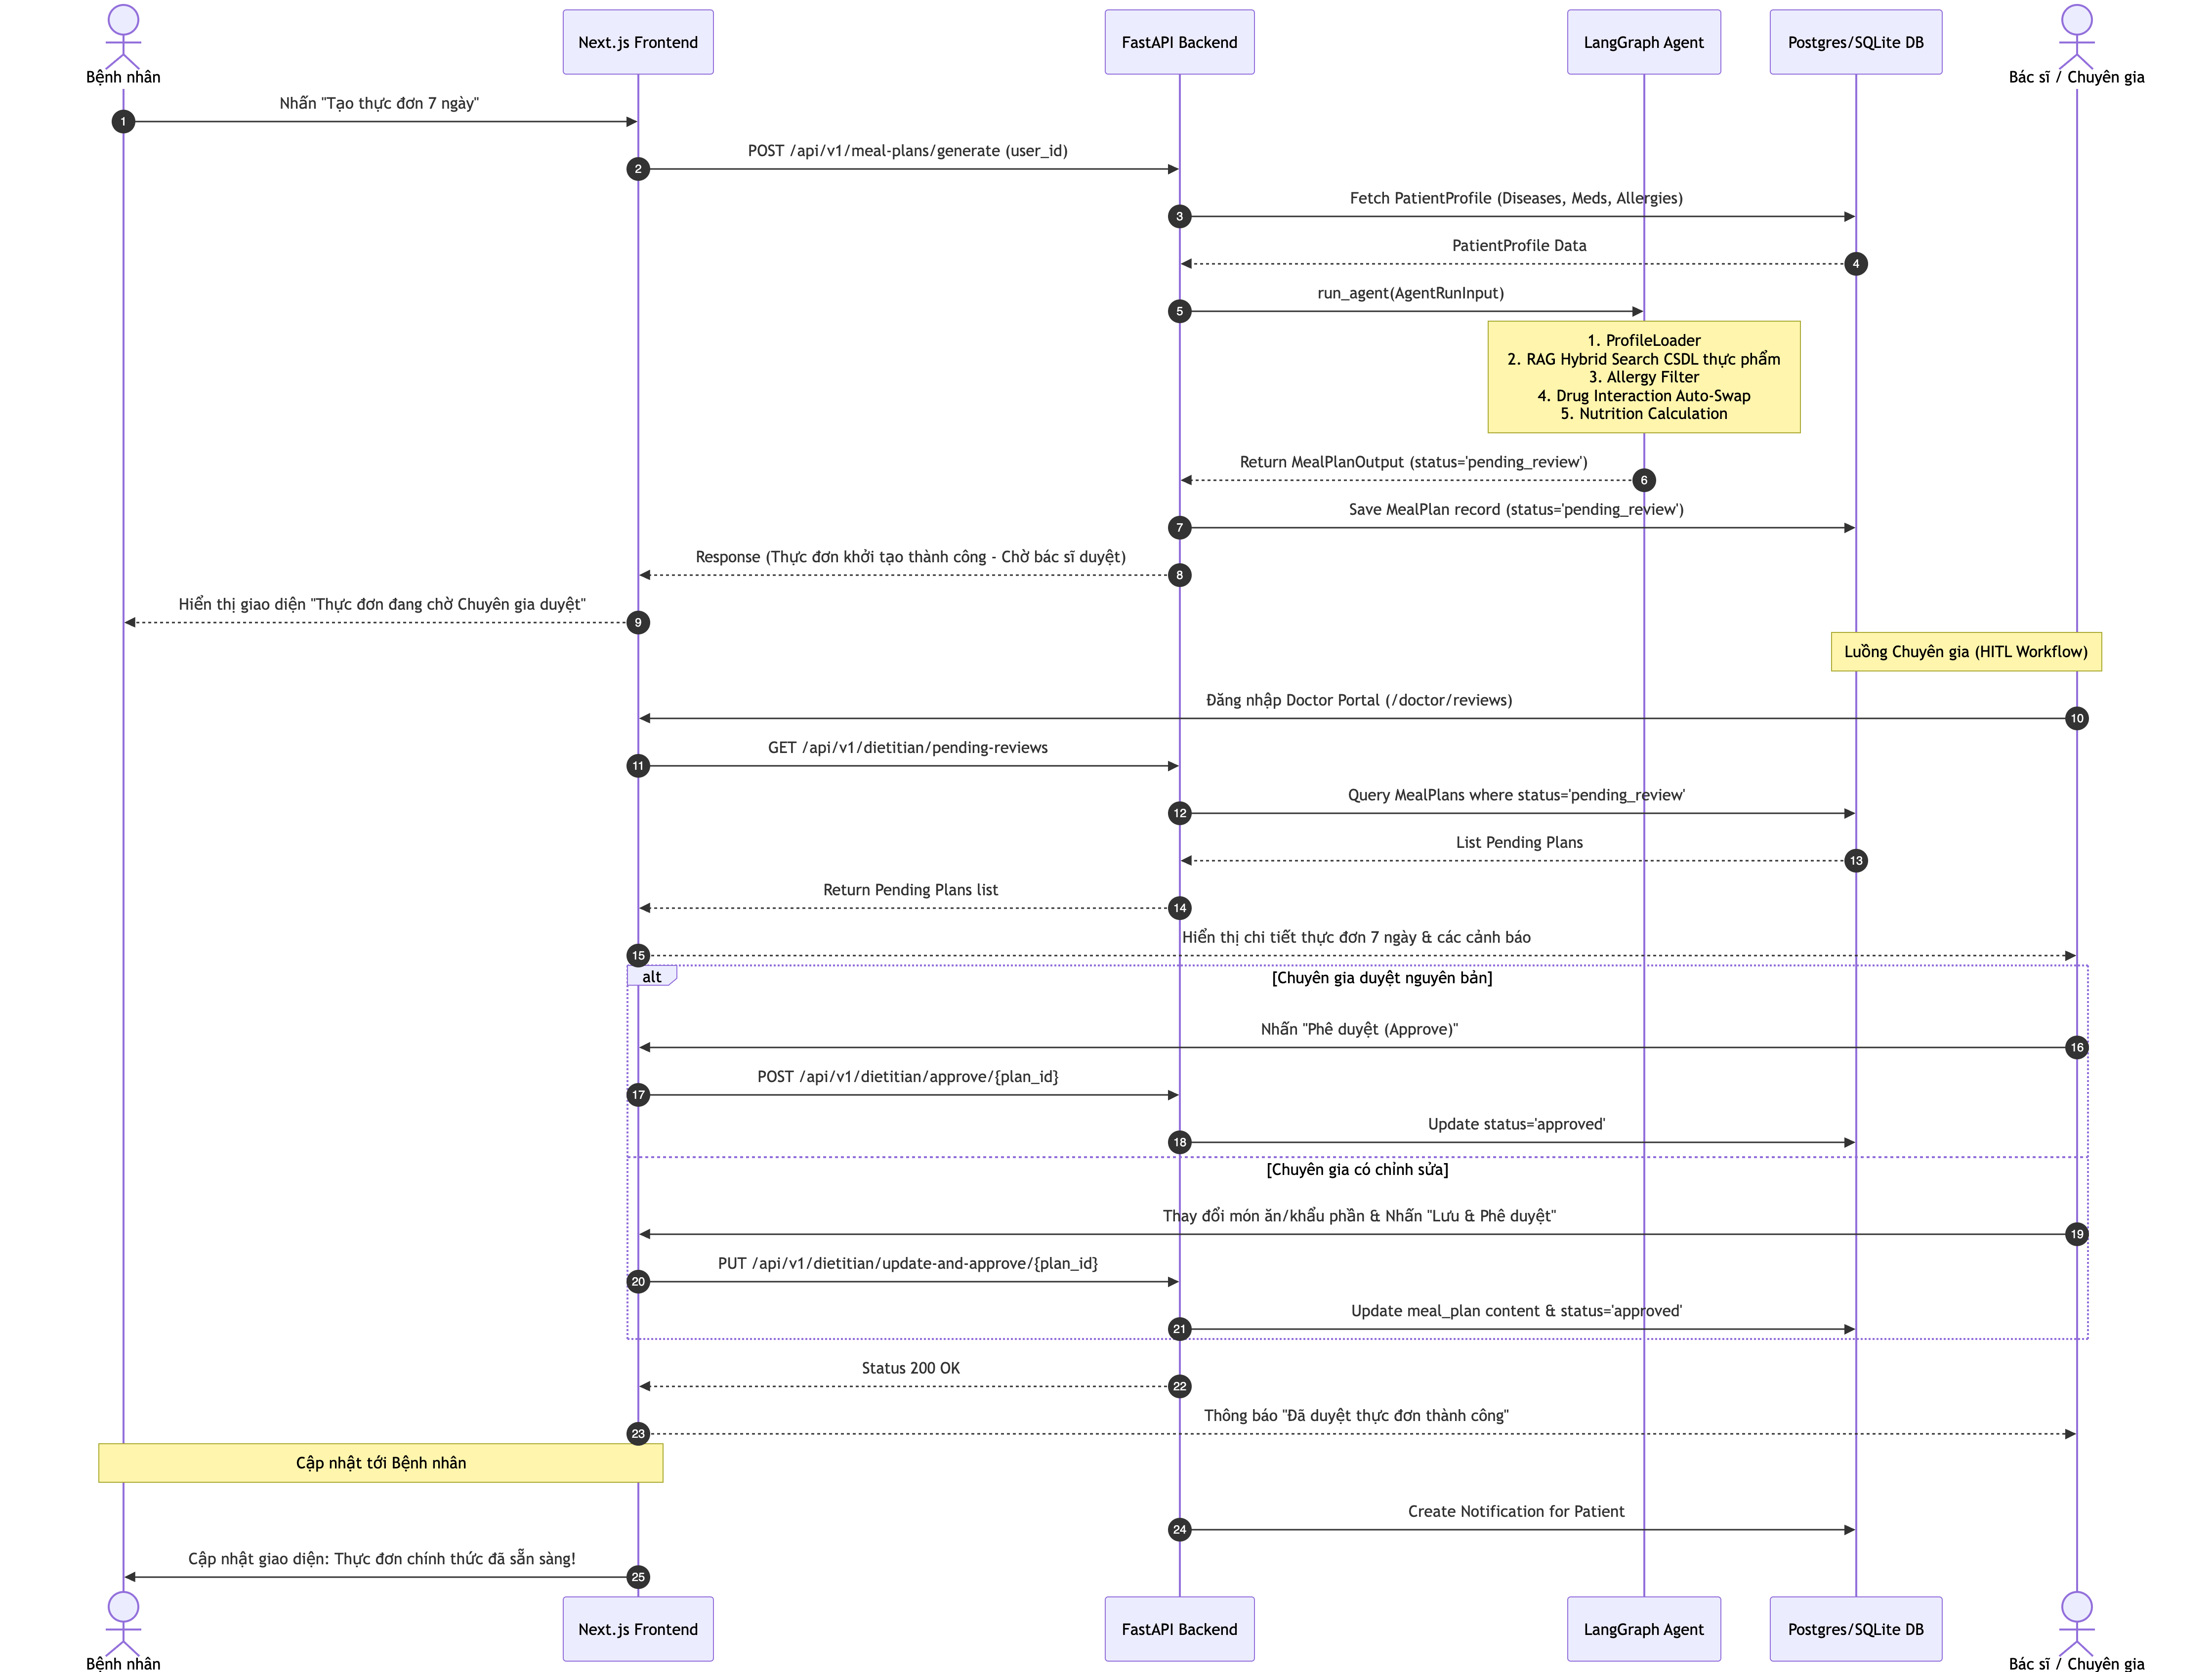 Bệnh nhân
Next.js Frontend
FastAPI Backend
LangGraph Agent
Postgres/SQLite DB
Bác sĩ / Chuyên gia
Nhấn "Tạo thực đơn 7 ngày"
1
POST /api/v1/meal-plans/generate (user_id)
2
Fetch PatientProfile (Diseases, Meds, Allergies)
3
PatientProfile Data
4
run_agent(AgentRunInput)
5
1. ProfileLoader
2. RAG Hybrid Search CSDL thực phẩm
3. Allergy Filter
4. Drug Interaction Auto-Swap
5. Nutrition Calculation
Return MealPlanOutput (status='pending_review')
6
Save MealPlan record (status='pending_review')
7
Response (Thực đơn khởi tạo thành công - Chờ bác sĩ duyệt)
8
Hiển thị giao diện "Thực đơn đang chờ Chuyên gia duyệt"
9
Luồng Chuyên gia (HITL Workflow)
Đăng nhập Doctor Portal (/doctor/reviews)
10
GET /api/v1/dietitian/pending-reviews
11
Query MealPlans where status='pending_review'
12
List Pending Plans
13
Return Pending Plans list
14
Hiển thị chi tiết thực đơn 7 ngày & các cảnh báo
15
alt
[Chuyên gia duyệt nguyên bản]
Nhấn "Phê duyệt (Approve)"
16
POST /api/v1/dietitian/approve/{plan_id}
17
Update status='approved'
18
[Chuyên gia có chỉnh sửa]
Thay đổi món ăn/khẩu phần & Nhấn "Lưu & Phê duyệt"
19
PUT /api/v1/dietitian/update-and-approve/{plan_id}
20
Update meal_plan content & status='approved'
21
Status 200 OK
22
Thông báo "Đã duyệt thực đơn thành công"
23
Cập nhật tới Bệnh nhân
Create Notification for Patient
24
Cập nhật giao diện: Thực đơn chính thức đã sẵn sàng!
25
Bệnh nhân
Next.js Frontend
FastAPI Backend
LangGraph Agent
Postgres/SQLite DB
Bác sĩ / Chuyên gia